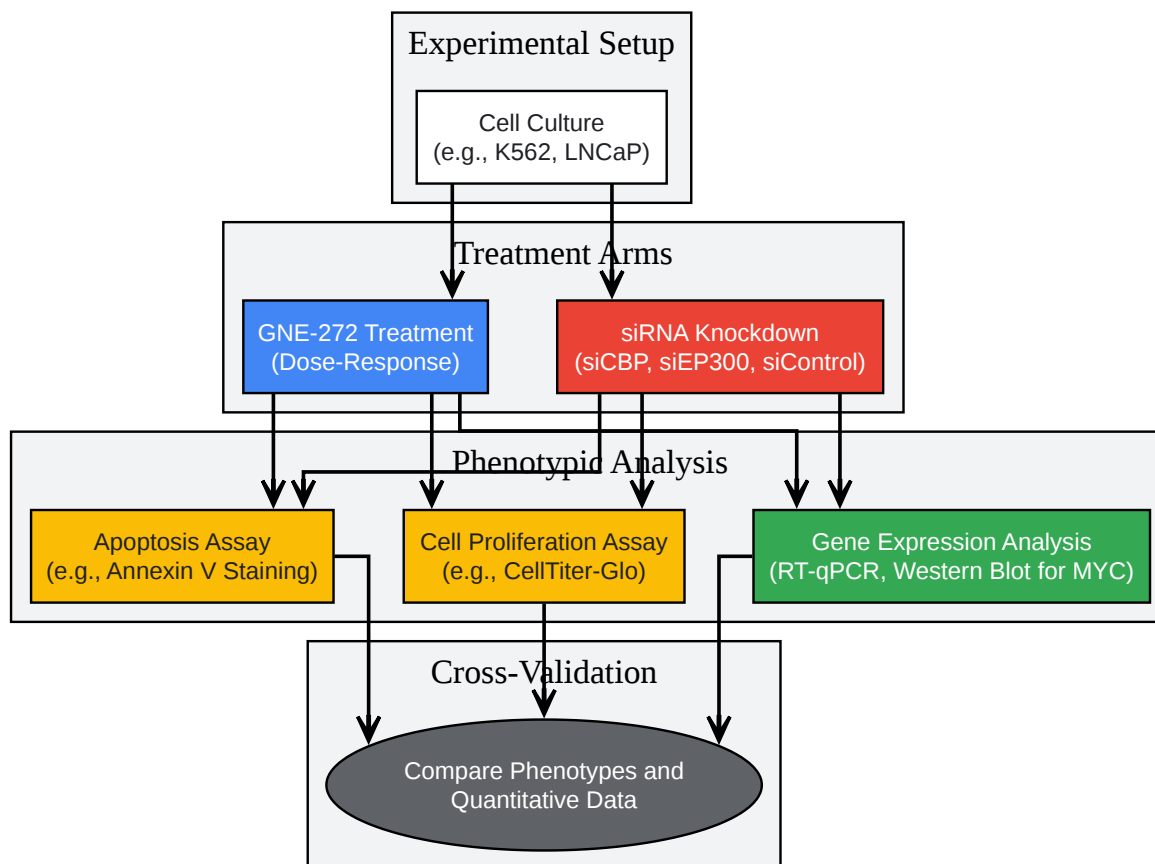 Experimental Setup
Cell Culture
(e.g., K562, LNCaP)
Treatment Arms
GNE-272 Treatment
(Dose-Response)
siRNA Knockdown
(siCBP, siEP300, siControl)
Phenotypic Analysis
Apoptosis Assay
(e.g., Annexin V Staining)
Cell Proliferation Assay
(e.g., CellTiter-Glo)
Gene Expression Analysis
(RT-qPCR, Western Blot for MYC)
Cross-Validation
Compare Phenotypes and
Quantitative Data